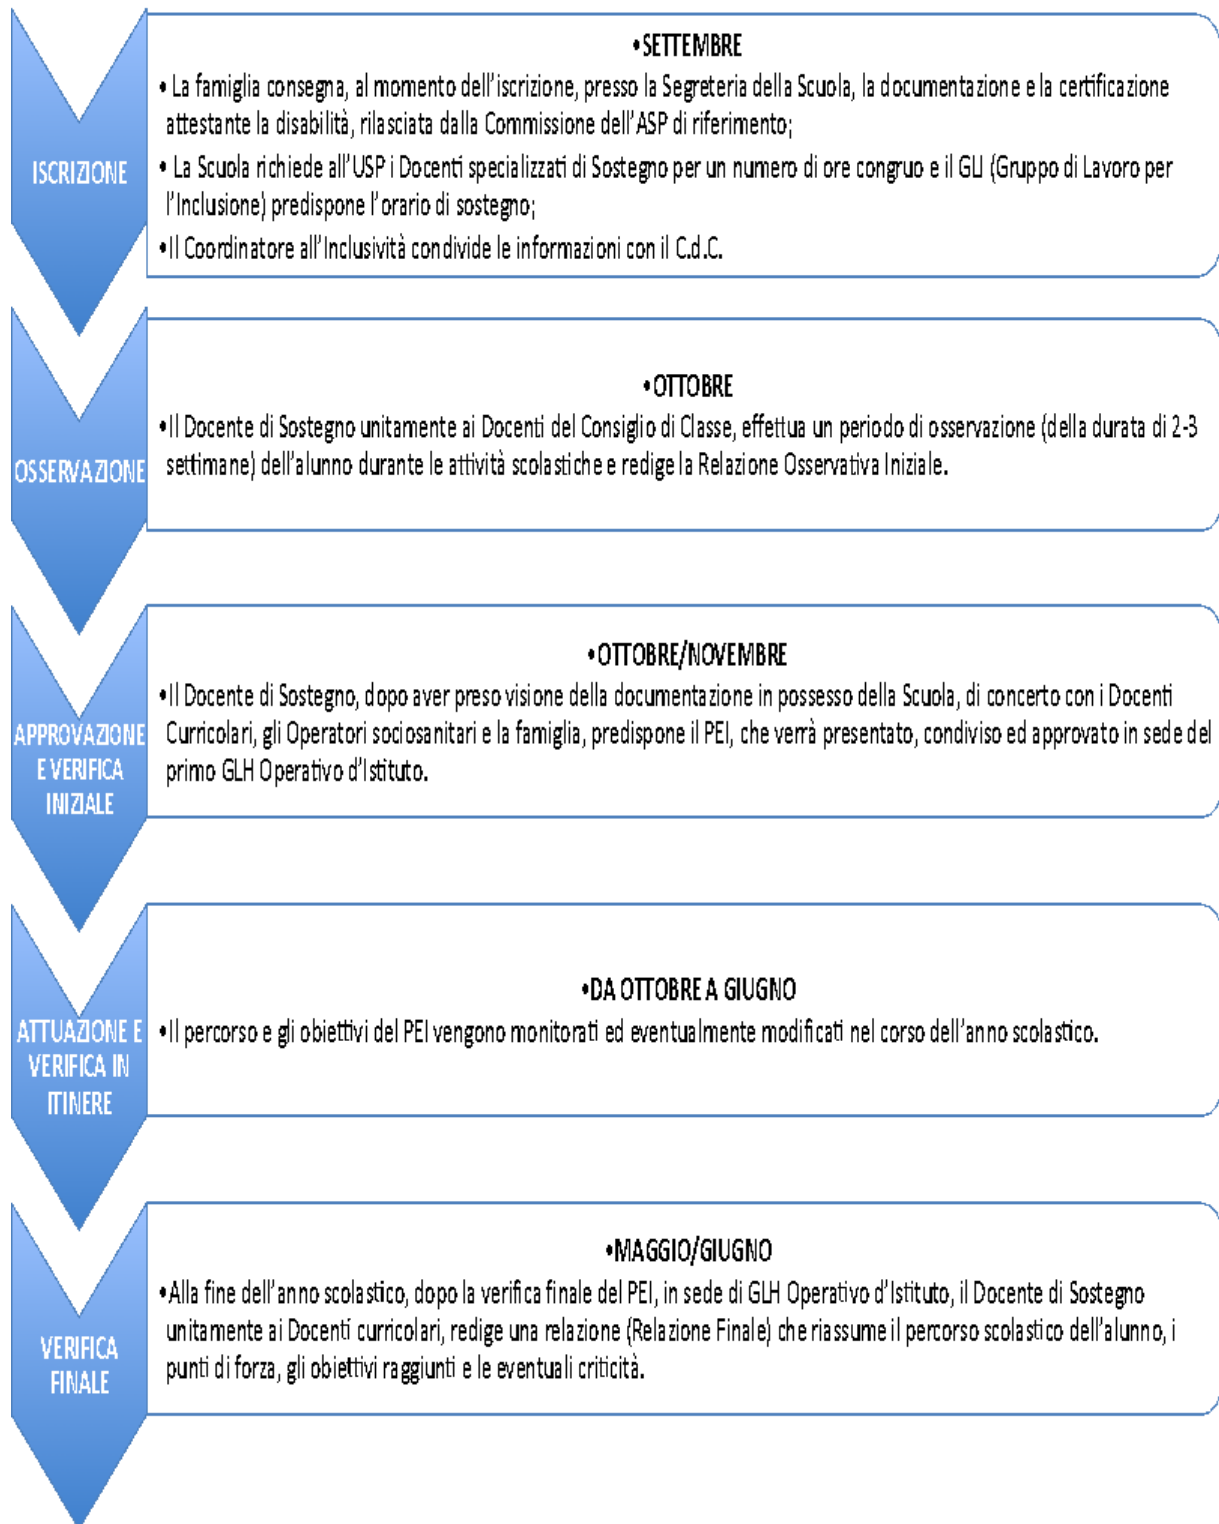 ISCRIZIONE
•SETTEMBRE
• La famiglia consegna, al momento dell'iscrizione, presso la Segreteria della Scuola, la documentazione e la certificazione
attestante la disabilità, rilasciata dalla Commissione dell'ASP di riferimento;
• La Scuola richiede all'USP i Docenti specializzati di Sostegno per un numero di ore congruo e il GLI (Gruppo di Lavoro per
l'Inclusione) predispone l'orario di sostegno;
•Il Coordinatore all'Inclusività condivide le informazioni con il C.d.C.
OSSERVAZIONE
•OTTOBRE
•Il Docente di Sostegno unitamente ai Docenti del Consiglio di Classe, effettua un periodo di osservazione (della durata di 2-3
settimane) dell'alunno durante le attività scolastiche e redige la Relazione Osservativa Iniziale.
APPROVAZIONE
E VERIFICA
INIZIALE
•OTTOBRE/NOVEMBRE
•Il Docente di Sostegno, dopo aver preso visione della documentazione in possesso della Scuola, di concerto con i Docenti
Curricolari, gli Operatori sociosanitari e la famiglia, predispone il PEI, che verrà presentato, condiviso ed approvato in sede del
primo GLH Operativo d'Istituto.
ATTUAZIONE E
VERIFICA IN
ITINERE
•DA OTTOBRE A GIUGNO
•Il percorso e gli obiettivi del PEI vengono monitorati ed eventualmente modificati nel corso dell'anno scolastico.
VERIFICA
FINALE
•MAGGIO/GIUGNO
•Alla fine dell'anno scolastico, dopo la verifica finale del PEI, in sede di GLH Operativo d'Istituto, il Docente di Sostegno
unitamente ai Docenti curricolari, redige una relazione (Relazione Finale) che riassume il percorso scolastico dell'alunno, i
punti di forza, gli obiettivi raggiunti e le eventuali criticità.